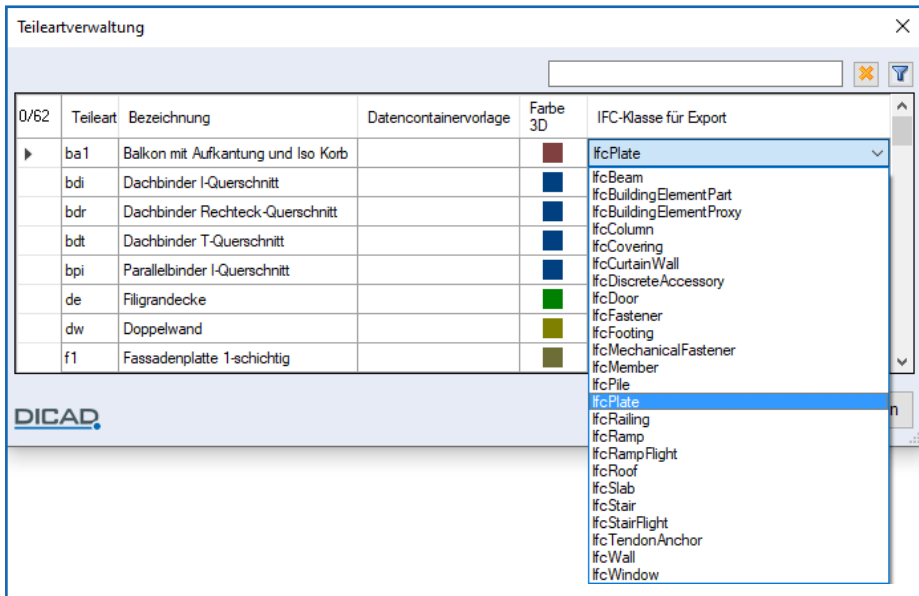 Teileartverwaltung
0/62 Teileart Bezeichnung Datencontainervorlage Farbe 3D IFC-Klasse für Export
ba1 Balkon mit Aufkantung und Iso Korb IfcPlate
bdi Dachbinder I-Querschnitt
bdr Dachbinder Rechteck-Querschnitt
bdt Dachbinder T-Querschnitt
bpi Parallelbinder I-Querschnitt
de Filigrandecke
dw Doppelwand
f1 Fassadenplatte 1-schichtig
IfcBeam
IfcBuildingElementPart
IfcBuildingElementProxy
IfcColumn
IfcCovering
IfcCurtainWall
IfcDiscreteAccessory
IfcDoor
IfcFastener
IfcFooting
IfcMechanicalFastener
IfcMember
IfcPile
IfcPlate
IfcRailing
IfcRamp
IfcRampFlight
IfcRoof
IfcSlab
IfcStair
IfcStairFlight
IfcTendonAnchor
IfcWall
IfcWindow
DICAD
n